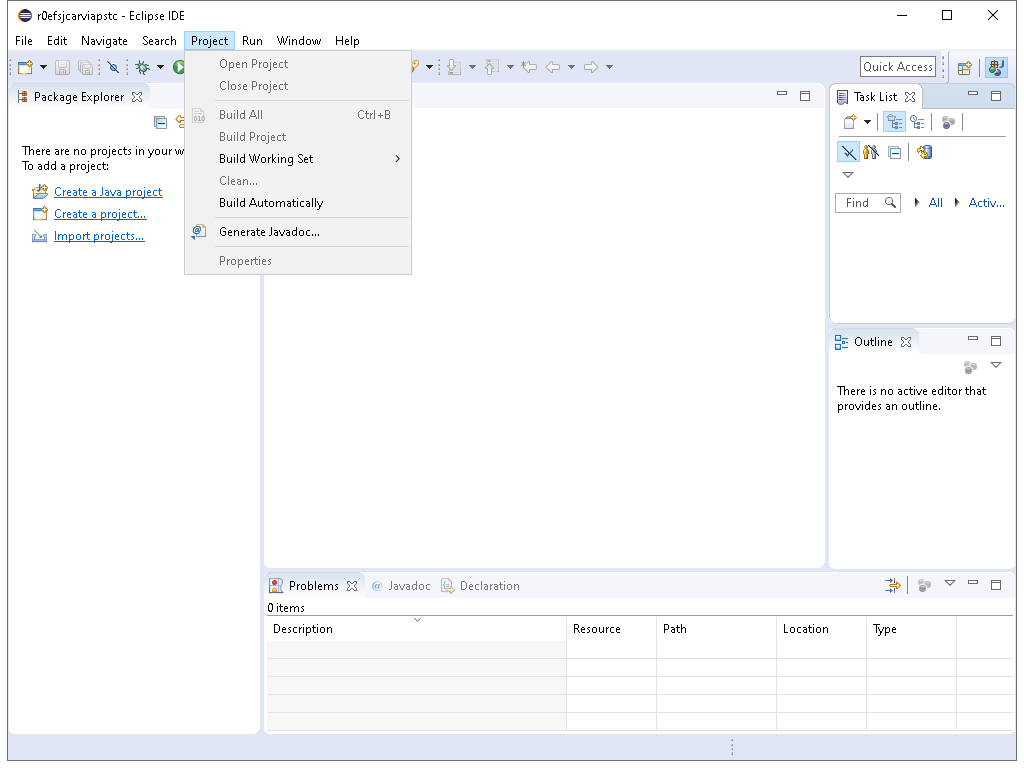 r0efsjcarviapstc - Eclipse IDE
File Edit Navigate Search Project Run Window Help
Open Project
Close Project
Build All Ctrl+B
Build Project
Build Working Set
Clean...
Build Automatically
Generate Javadoc...
Properties
Quick Access
Package Explorer
There are no projects in your w
To add a project:
Create a Java project
Create a project...
Import projects...
Task List
Find
All
Activ...
Outline
There is no active editor that
provides an outline.
Problems
Javadoc
Declaration
0 items
Description Resource Path Location Type